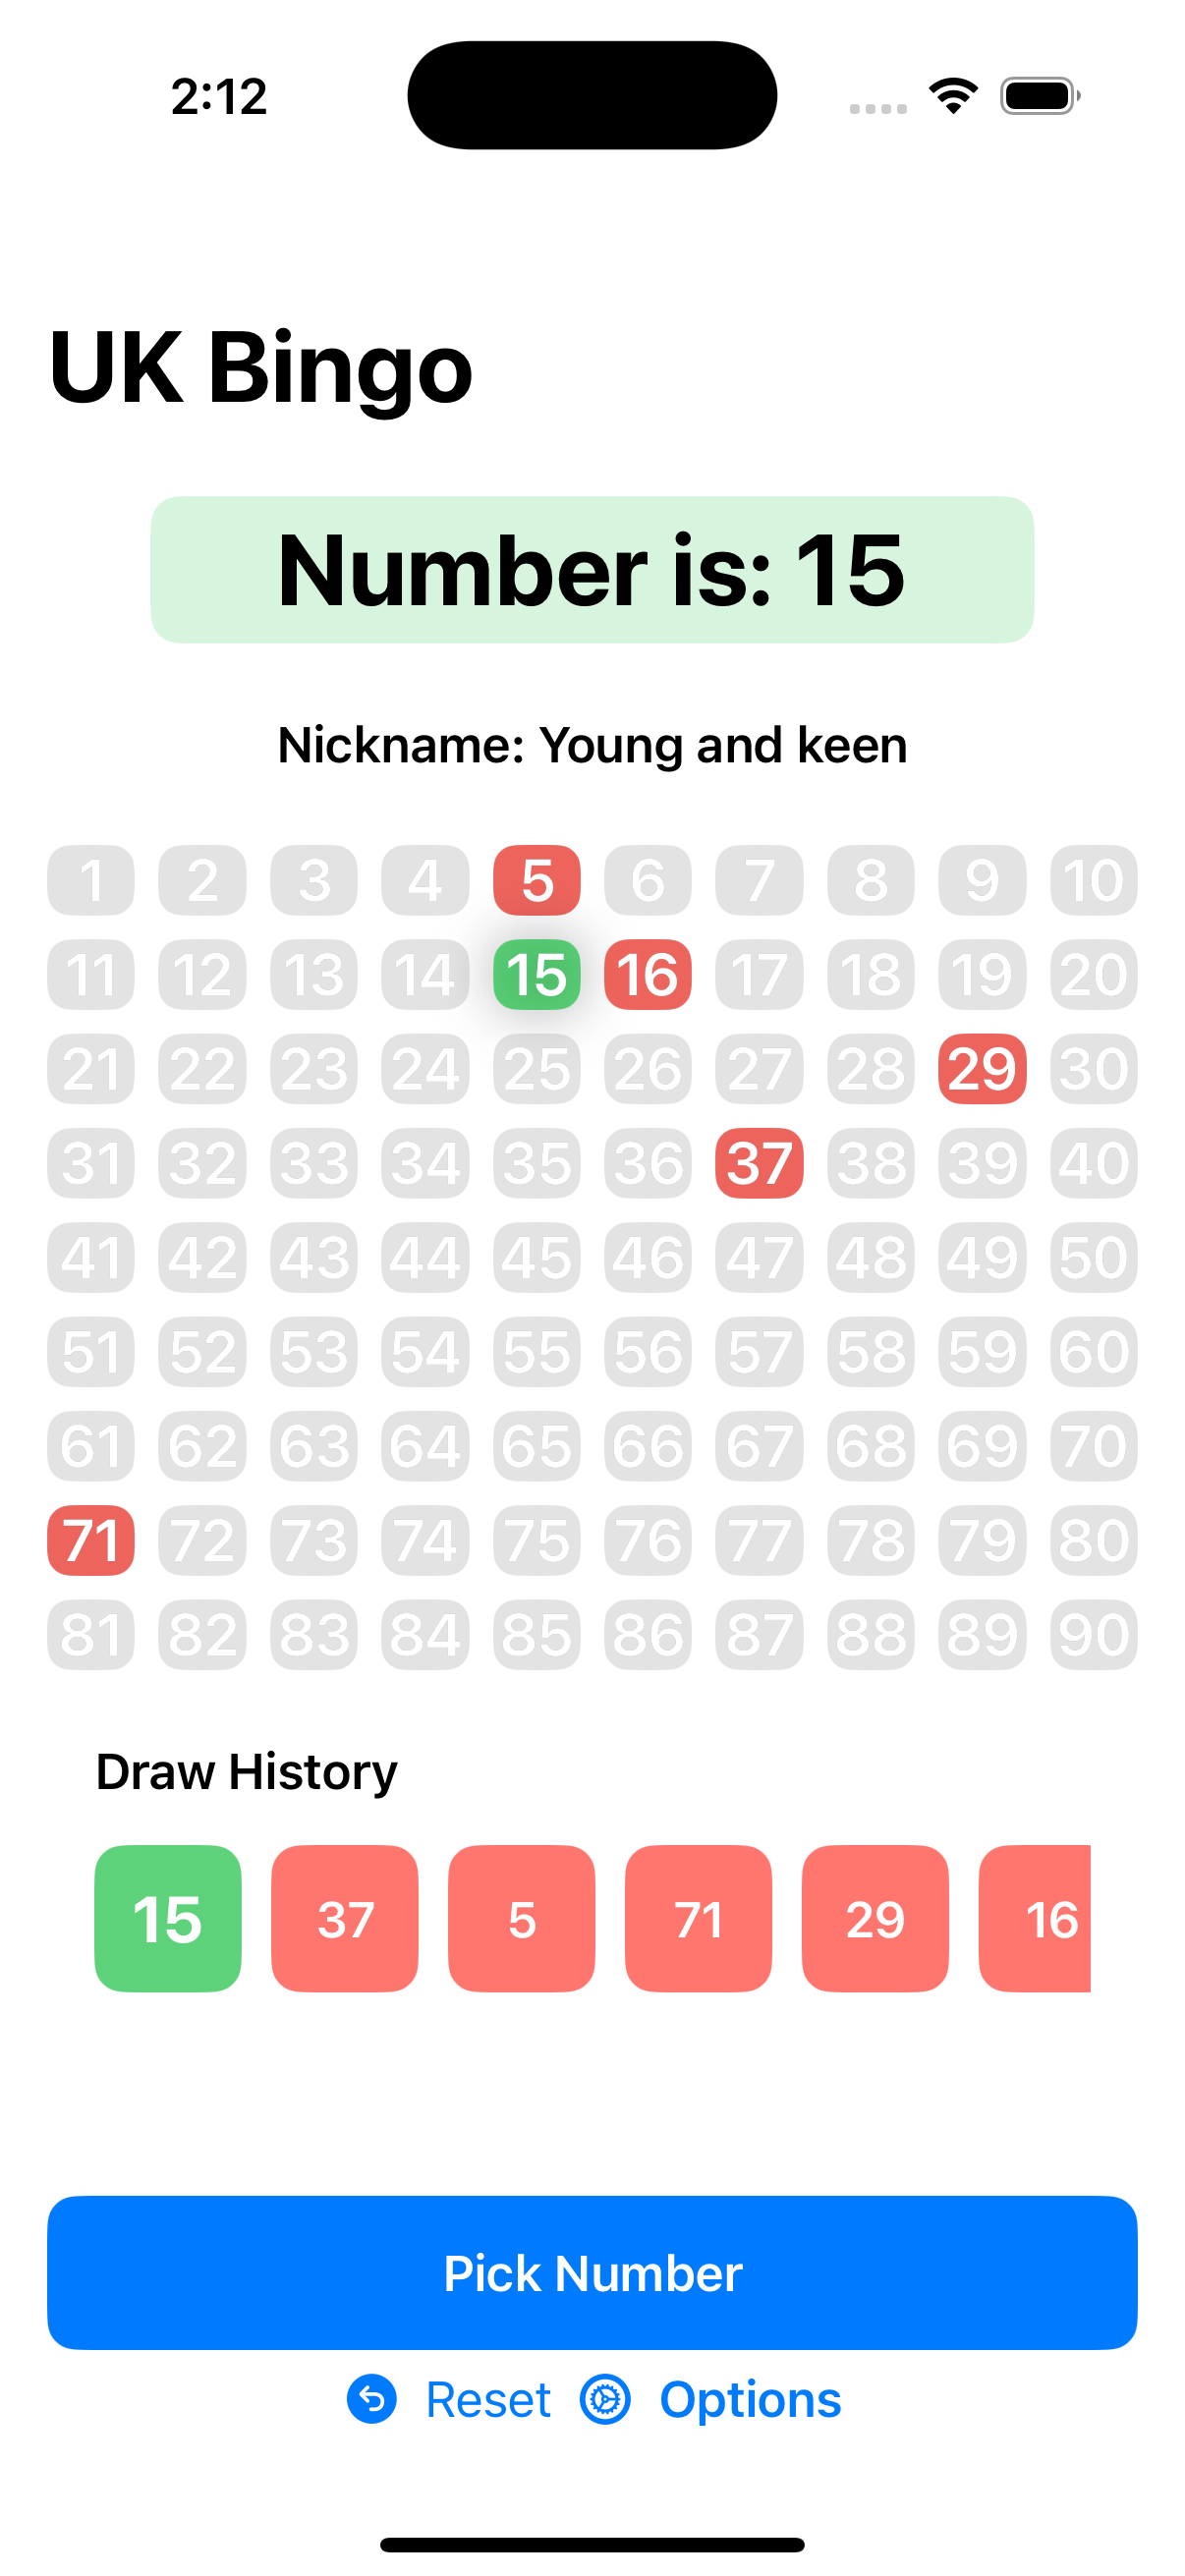 2:12
UK Bingo
Number is: 15
Nickname: Young and keen
1 2 3 4 5 6 7 8 9 10
11 12 13 14 15 16 17 18 19 20
21 22 23 24 25 26 27 28 29 30
31 32 33 34 35 36 37 38 39 40
41 42 43 44 45 46 47 48 49 50
51 52 53 54 55 56 57 58 59 60
61 62 63 64 65 66 67 68 69 70
71 72 73 74 75 76 77 78 79 80
81 82 83 84 85 86 87 88 89 90
Draw History
15 37 5 71 29 16
Pick Number
Reset Options